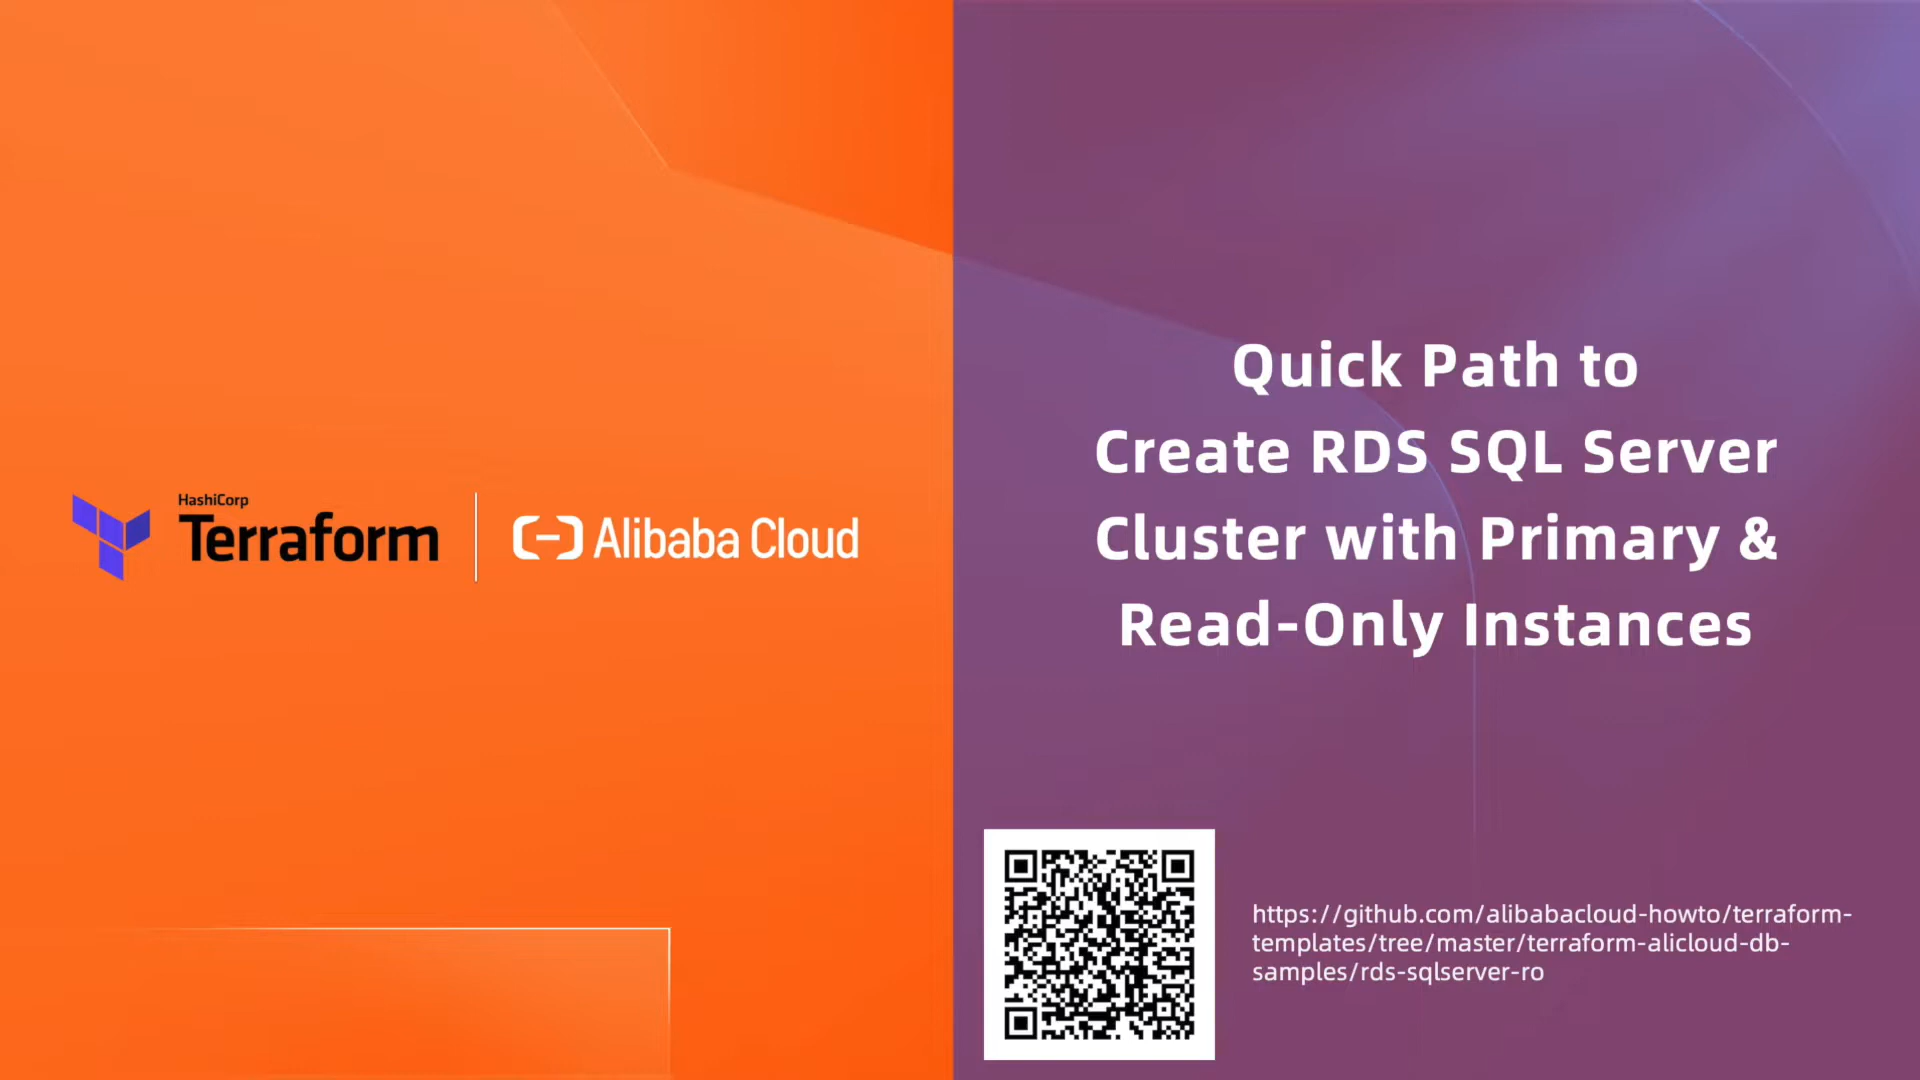 HashiCorp
Terraform
Alibaba Cloud
Quick Path to
Create RDS SQL Server
Cluster with Primary &
Read-Only Instances
https://github.com/alibabacloud-howto/terraform-
templates/tree/master/terraform-alicloud-db-
samples/rds-sqlserver-ro